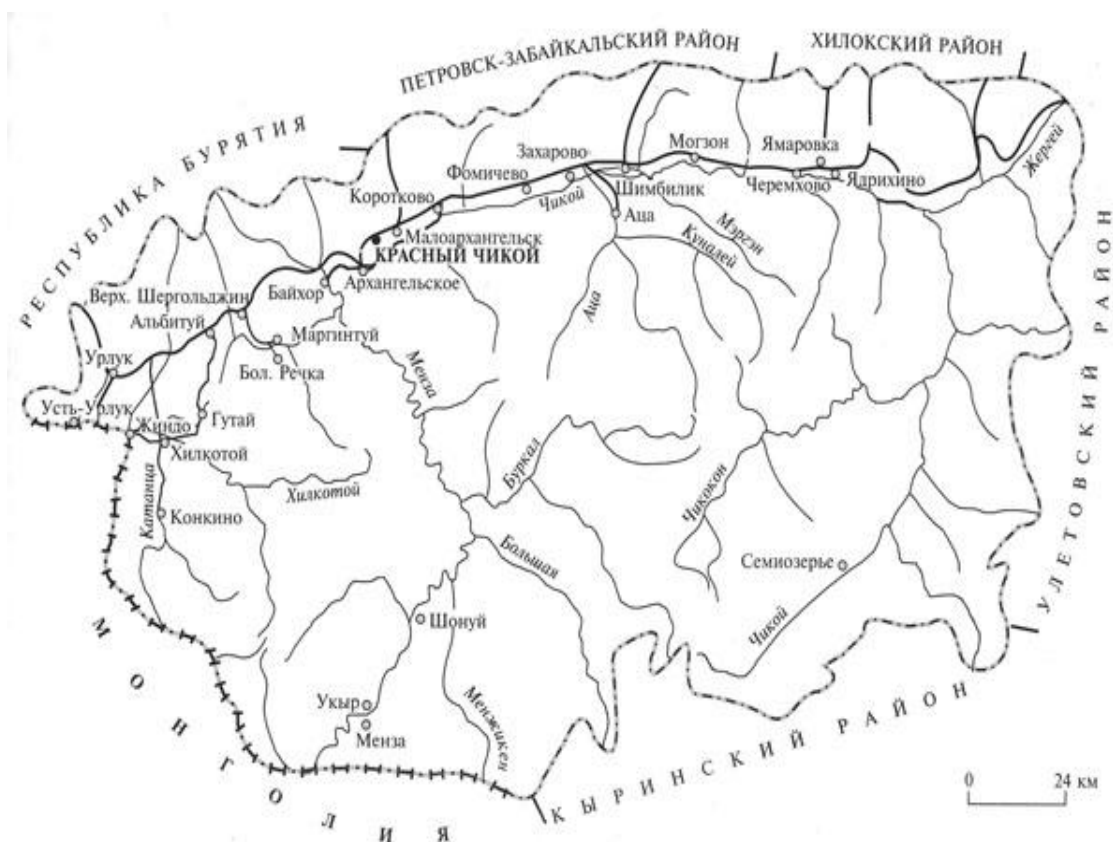 ПЕТРОВСК-ЗАБАЙКАЛЬСКИЙ РАЙОН
ХИЛОКСКИЙ РАЙОН
РЕСПУБЛИКА БУРЯТИЯ
Могзон
Ямаровка
Захарово
Жергей
Фомичево
Шимбилик
Черемхово
Ядрихино
Коротково
Чикой
Аца
Малоархангельск
Мэргэн
Куналей
КРАСНЫЙ ЧИКОЙ
Архангельское
Байхор
Верх. Шергольджин
Аца
Альбитуй
Маргинтуй
Урлук
Бол. Речка
Менза
Усть-Урлук
Гутай
Жиндо
Хилкотой
Буркал
Хилкотой
Катанца
Чикокон
Конкино
Большая
Семиозерье
УЛЕТОВСКИЙ РАЙОН
Шонуй
Чикой
Укыр
Менза
Менжикен
МОНГОЛИЯ
КЫРИНСКИЙ РАЙОН
0 24 км